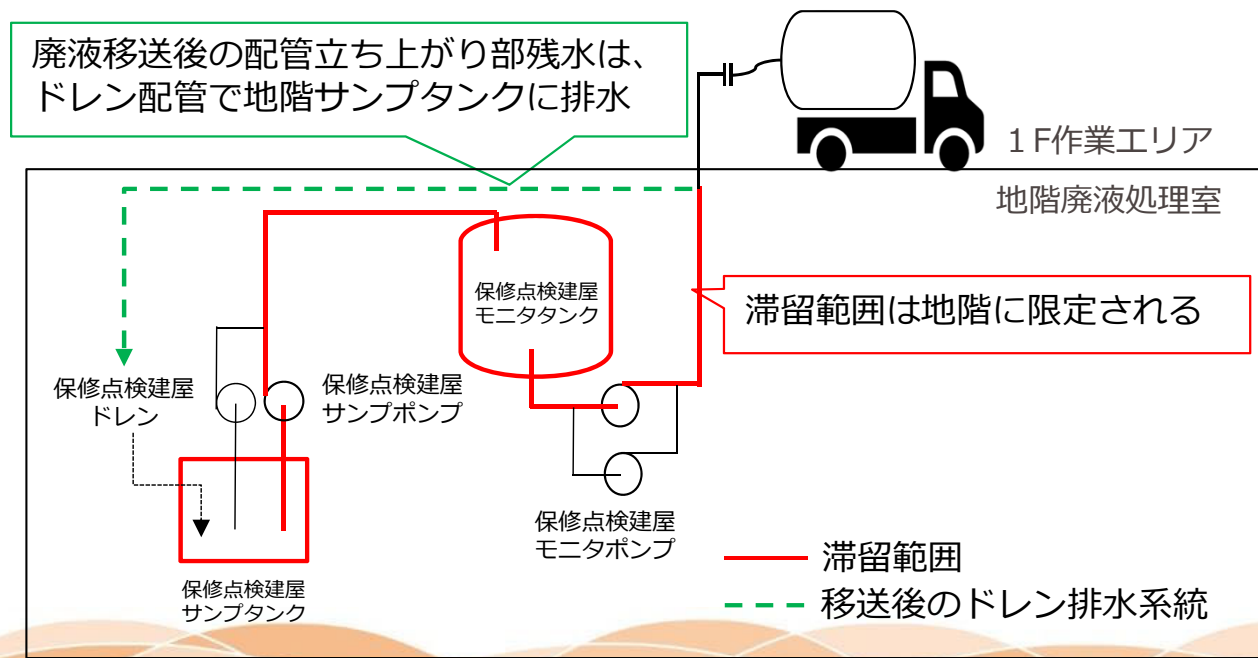 廃液移送後の配管立ち上がり部残水は、
ドレン配管で地階サンプタンクに排水
１F作業エリア
地階廃液処理室
保修点検建屋
モニタタンク
滞留範囲は地階に限定される
保修点検建屋
ドレン
保修点検建屋
サンプポンプ
保修点検建屋
モニタポンプ
保修点検建屋
サンプタンク
滞留範囲
移送後のドレン排水系統